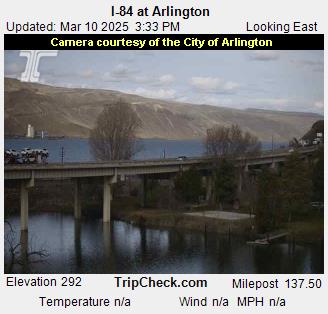 I-84 at Arlington
Updated: Mar 10 2025 3:33 PM Looking East
Camera courtesy of the City of Arlington
Elevation 292 TripCheck.com Milepost 137.50
Temperature n/a Wind n/a MPH n/a